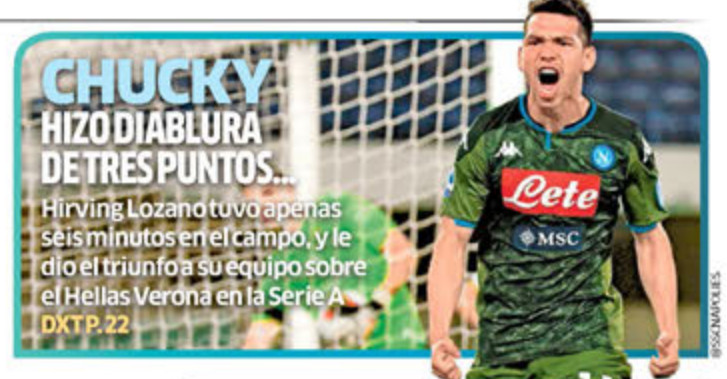 CHUCKY
HIZO DIABLURA
DE TRES PUNTOS...
Hirving Lozano tuvo apenas
seis minutos en el campo, y le
dio el triunfo a su equipo sobre
el Hellas Verona en la Serie A
DXT P. 22
Lete
MSC
N
@SSCNAPOLIES